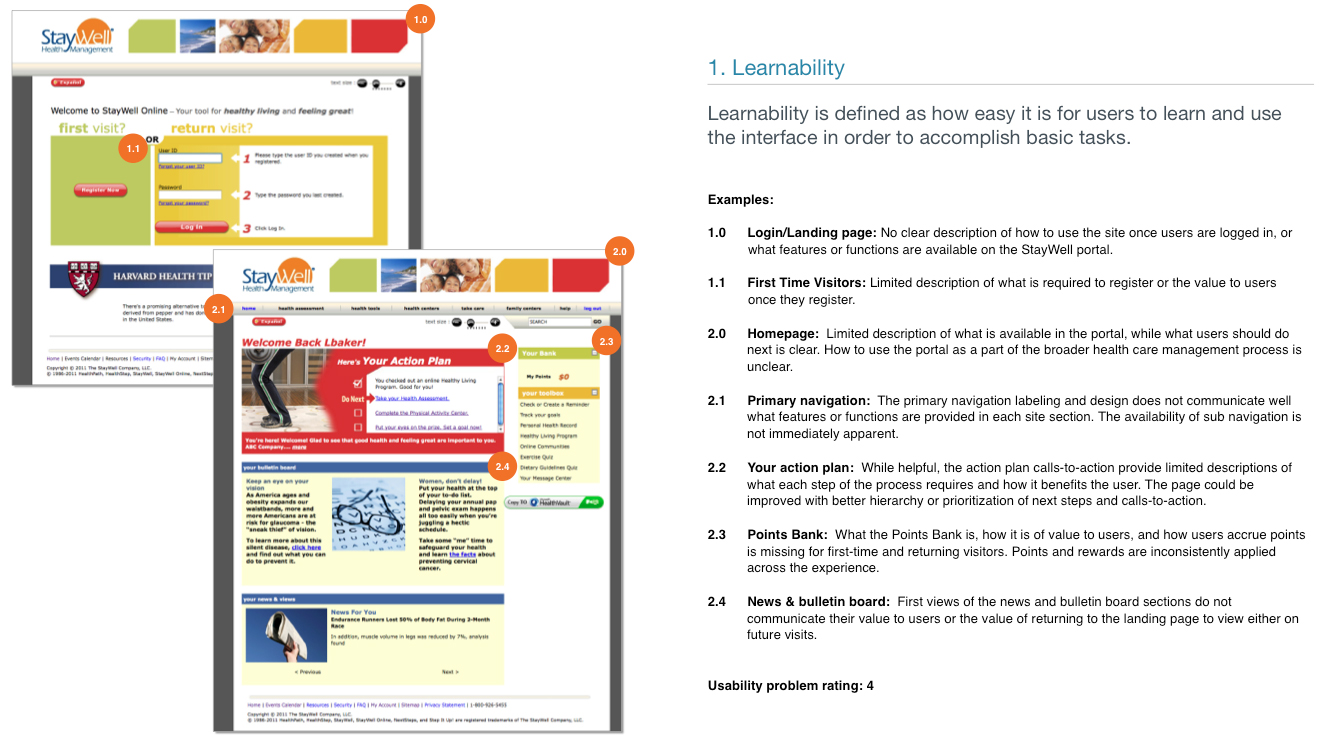 1.0
StayWell
Health Management
Español
text size :
Welcome to StayWell Online – Your tool for healthy living and feeling great!
first visit?
return visit?
OR
1.1
User ID
Forgot your user ID?
1 Please type the user ID you created when you
registered.
Register Now
Password
Forgot your password?
2 Type the password you last created.
Log In
3 Click Log In.
HARVARD HEALTH TIP
There's a promising alternative to
derived from pepper and has don
in the United States.
Home | Events Calendar | Resources | Security | FAQ | My Account | Sitem
Copyright © 2011 The StayWell Company, LLC.
© 1986-2011 HealthPath, HealthStep, StayWell, StayWell Online, NextStep
2.0
StayWell
Health Management
2.1
home
health assessment
health tools
health centers
take care
family centers
help
log out
Español
text size :
SEARCH
GO
Welcome Back Lbaker!
2.2
2.3
Here's Your Action Plan
You checked out an online Healthy Living
Program. Good for you!
Do Next
Take your Health Assessment.
Complete the Physical Activity Center.
Put your eyes on the prize. Set a goal now!
You're here! Welcome! Glad to see that good health and feeling great are important to you.
ABC Company.... more
Your Bank
My Points $0
your toolbox
Check or Create a Reminder
Track your goals
Personal Health Record
Healthy Living Program
Online Communities
Exercise Quiz
Dietary Guidelines Quiz
Your Message Center
Copy TO
HealthVault
2.4
your bulletin board
Keep an eye on your
vision
As America ages and
obesity expands our
waistbands, more and
more Americans are at
risk for glaucoma - the
"sneak thief" of vision.
To learn more about this
silent disease, click here
and find out what you can
do to prevent it.
Woman, don't delay!
Put your health at the top
of your to-do list.
Delaying your annual pap
and pelvic exam happens
all too easily when you're
juggling a hectic
schedule.
Take some "me" time to
safeguard your health
and learn the facts about
preventing cervical
cancer.
your news & views
News For You
Endurance Runners Lost 50% of Body Fat During 2-Month
Race
In addition, muscle volume in legs was reduced by 7%, analysis
found
< Previous
Next >
Home | Events Calendar | Resources | Security | FAQ | My Account | Sitemap | Privacy Statement | 1-800-926-5455
Copyright © 2011 The StayWell Company, LLC.
© 1986-2011 HealthPath, HealthStep, StayWell, StayWell Online, NextSteps, and Step It Up! are registered trademarks of The StayWell Company, LLC.
1. Learnability
Learnability is defined as how easy it is for users to learn and use
the interface in order to accomplish basic tasks.
Examples:
1.0 Login/Landing page: No clear description of how to use the site once users are logged in, or
what features or functions are available on the StayWell portal.
1.1 First Time Visitors: Limited description of what is required to register or the value to users
once they register.
2.0 Homepage: Limited description of what is available in the portal, while what users should do
next is clear. How to use the portal as a part of the broader health care management process is
unclear.
2.1 Primary navigation: The primary navigation labeling and design does not communicate well
what features or functions are provided in each site section. The availability of sub navigation is
not immediately apparent.
2.2 Your action plan: While helpful, the action plan calls-to-action provide limited descriptions of
what each step of the process requires and how it benefits the user. The page could be
improved with better hierarchy or prioritization of next steps and calls-to-action.
2.3 Points Bank: What the Points Bank is, how it is of value to users, and how users accrue points
is missing for first-time and returning visitors. Points and rewards are inconsistently applied
across the experience.
2.4 News & bulletin board: First views of the news and bulletin board sections do not
communicate their value to users or the value of returning to the landing page to view either on
future visits.
Usability problem rating: 4